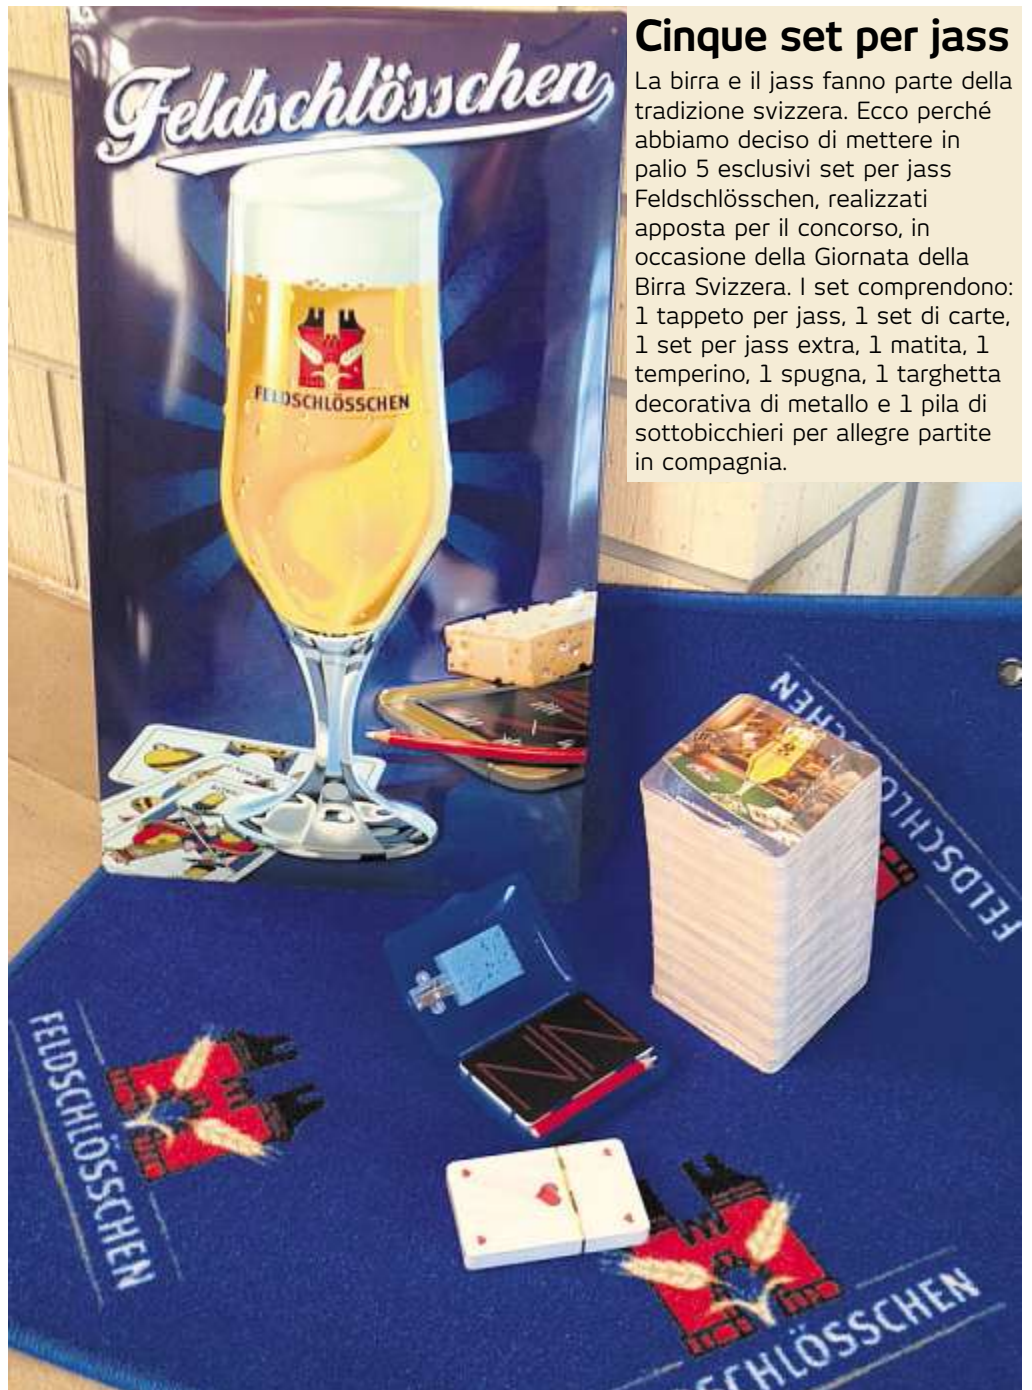 Cinque set per jass
La birra e il jass fanno parte della
tradizione svizzera. Ecco perché
abbiamo deciso di mettere in
palio 5 esclusivi set per jass
Feldschlösschen, realizzati
apposta per il concorso, in
occasione della Giornata della
Birra Svizzera. I set comprendono:
1 tappeto per jass, 1 set di carte,
1 set per jass extra, 1 matita, 1
temperino, 1 spugna, 1 targhetta
decorativa di metallo e 1 pila di
sottobicchieri per allegre partite
in compagnia.
Feldschlösschen
FELDSCHLÖSSCHEN
FELDSCHLÖSSCHEN
FELDSCHLÖSSCHEN
SCHLÖSSCHEN